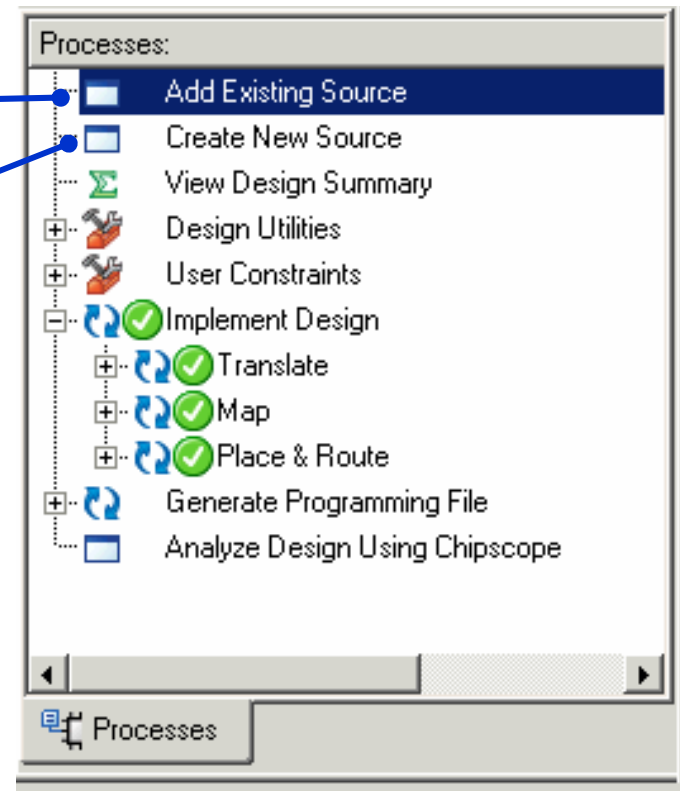 Processes:
Add Existing Source
Create New Source
View Design Summary
Design Utilities
User Constraints
Implement Design
Translate
Map
Place & Route
Generate Programming File
Analyze Design Using Chipscope
Processes